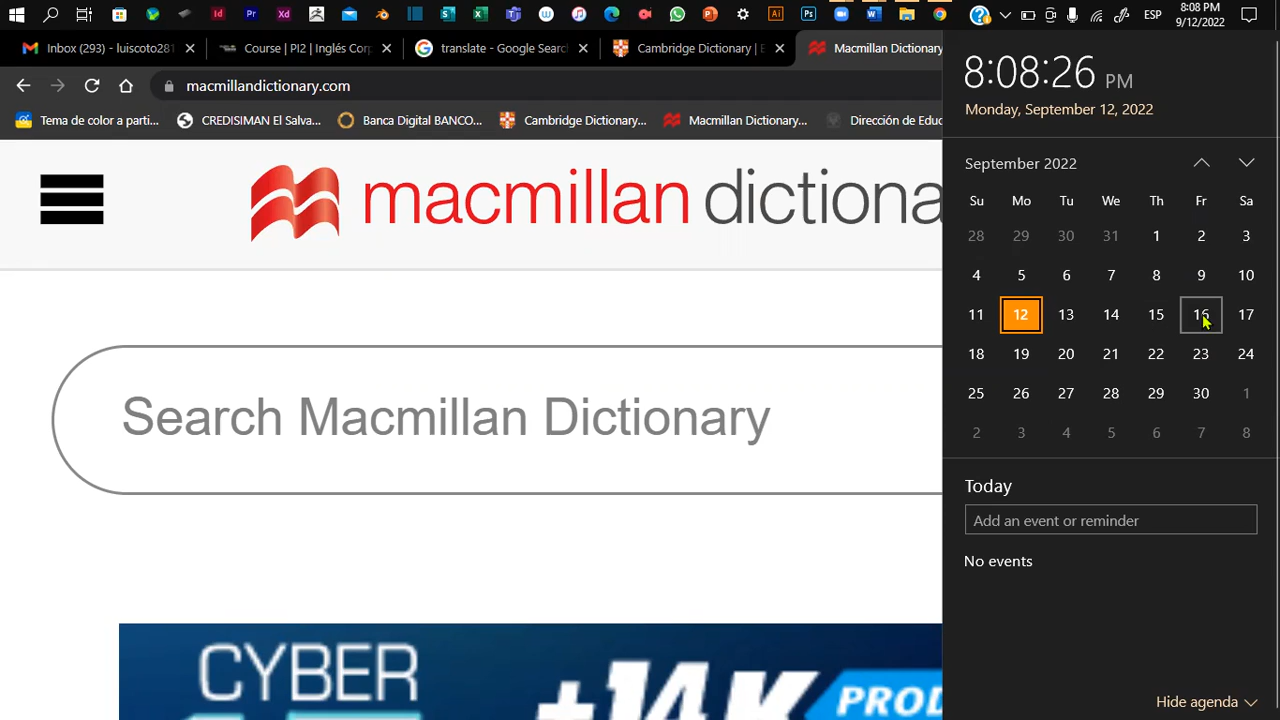 8:08 PM
ESP
9/12/2022
Inbox (293) - luiscoto281
Course | PI2 | Inglés Corp
translate - Google Search
Cambridge Dictionary | E
Macmillan Dictionary
macmillandictionary.com
Tema de color a parti...
CREDISIMAN El Salva...
Banca Digital BANCO...
Cambridge Dictionary...
Macmillan Dictionary...
Dirección de Educ
macmillan dictiona
Search Macmillan Dictionary
CYBER
+14K
PROD
8:08:26 PM
Monday, September 12, 2022
September 2022
Su Mo Tu We Th Fr Sa
28 29 30 31 1 2 3
4 5 6 7 8 9 10
11 12 13 14 15 16 17
18 19 20 21 22 23 24
25 26 27 28 29 30 1
2 3 4 5 6 7 8
Today
Add an event or reminder
No events
Hide agenda